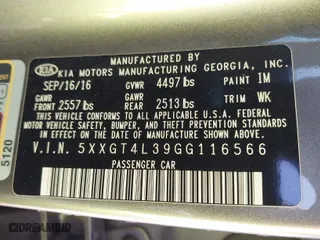 MANUFACTURED BY
KIA KIA MOTORS MANUFACTURING GEORGIA, INC.
SEP/16/16 GVWR 4497 lbs PAINT IM
GAWR FRONT 2557 lbs GAWR REAR 2513 lbs TRIM WK
THIS VEHICLE CONFORMS TO ALL APPLICABLE U.S.A. FEDERAL MOTOR
VEHICLE SAFETY, BUMPER, AND THEFT PREVENTION STANDARDS
IN EFFECT ON THE DATE OF MANUFACTURE SHOWN ABOVE.
V.I.N. 5XXGT4L39GG116566
PASSENGER CAR
5120
DREAMBID